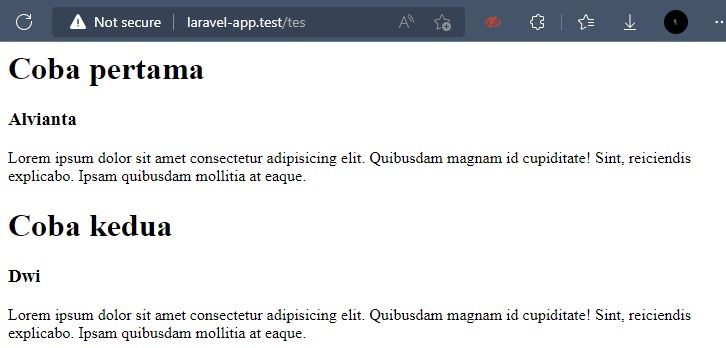 Not secure laravel-app.test/tes
Coba pertama
Alvianta
Lorem ipsum dolor sit amet consectetur adipisicing elit. Quibusdam magnam id cupiditate! Sint, reiciendis
explicabo. Ipsam quibusdam mollitia at eaque.
Coba kedua
Dwi
Lorem ipsum dolor sit amet consectetur adipisicing elit. Quibusdam magnam id cupiditate! Sint, reiciendis
explicabo. Ipsam quibusdam mollitia at eaque.